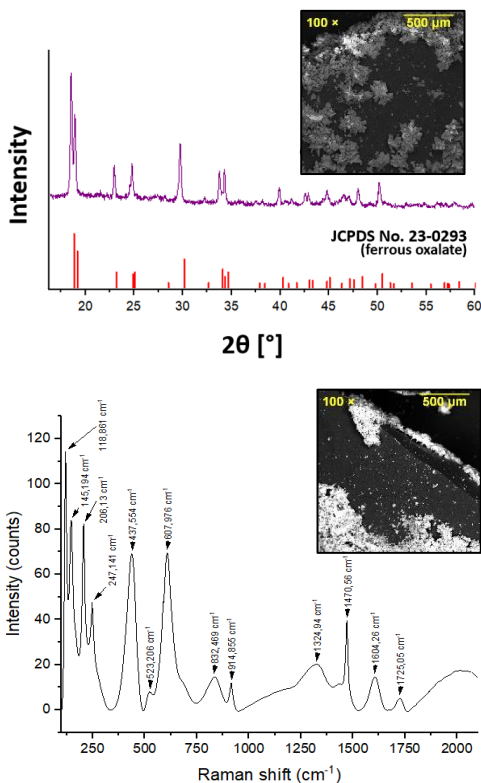 100 ×
500 µm
Intensity
JCPDS No. 23-0293
(ferrous oxalate)
20
25
30
35
40
45
50
55
60
2θ [°]
100 ×
500 µm
118,861 cm⁻¹
145,194 cm⁻¹
206,13 cm⁻¹
247,141 cm⁻¹
437,554 cm⁻¹
523,206 cm⁻¹
607,976 cm⁻¹
832,469 cm⁻¹
914,855 cm⁻¹
1324,94 cm⁻¹
1470,56 cm⁻¹
1604,26 cm⁻¹
1725,05 cm⁻¹
120
100
80
60
40
20
0
Intensity (counts)
250
500
750
1000
1250
1500
1750
2000
Raman shift (cm⁻¹)